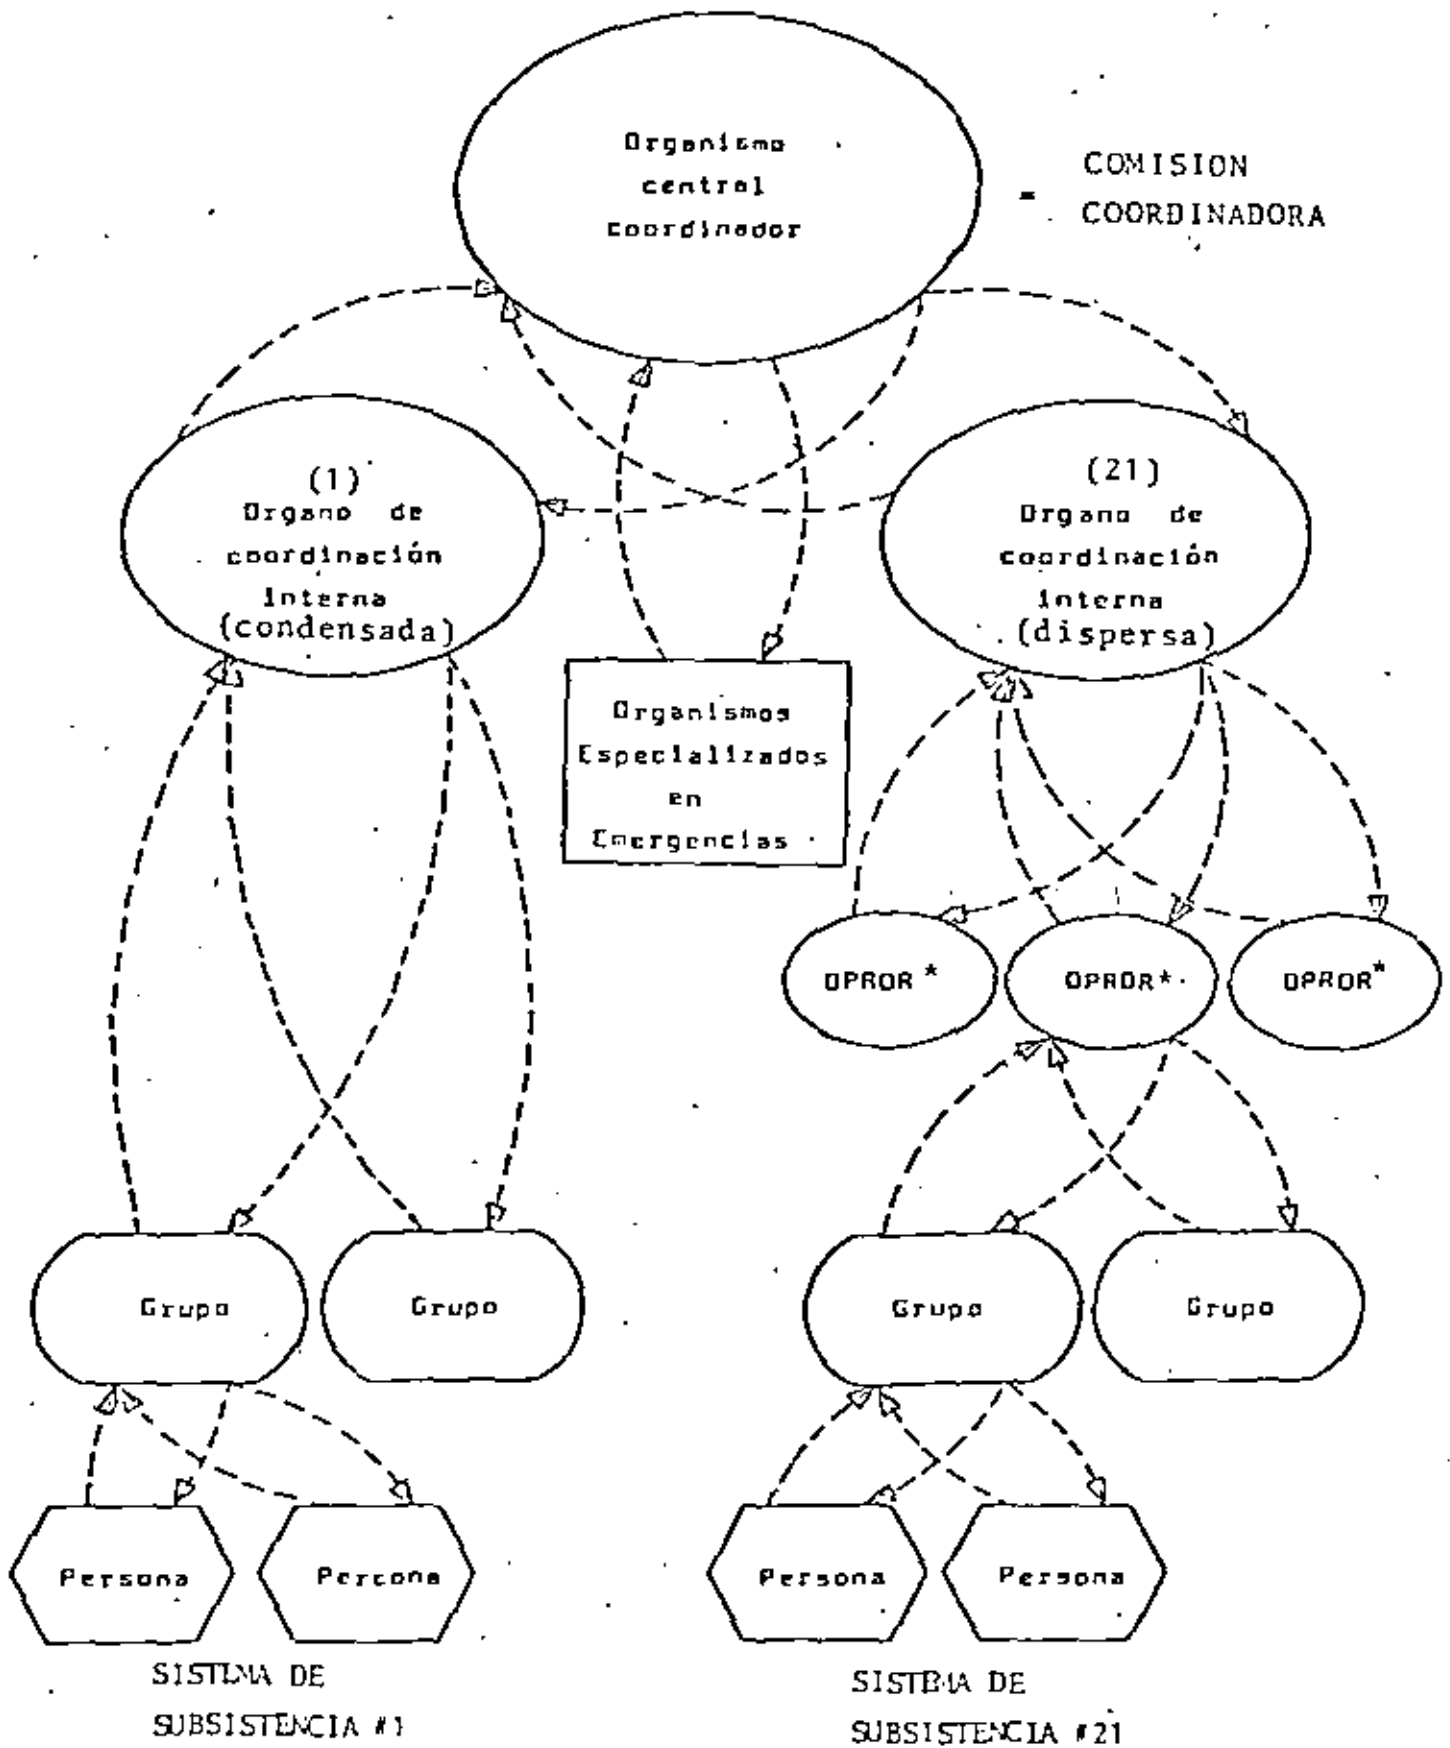 Organismo
central
coordinador
= COMISION
COORDINADORA
(1)
Organo de
coordinación
interna
(condensada)
(21)
Organo de
coordinación
interna
(dispersa)
Organismos
Especializados
en
Emergencias
OPROR *
OPROR*
OPROR*
Grupo
Grupo
Grupo
Grupo
Persona
Persona
Persona
Persona
SISTEMA DE
SUBSISTENCIA #1
SISTEMA DE
SUBSISTENCIA #21